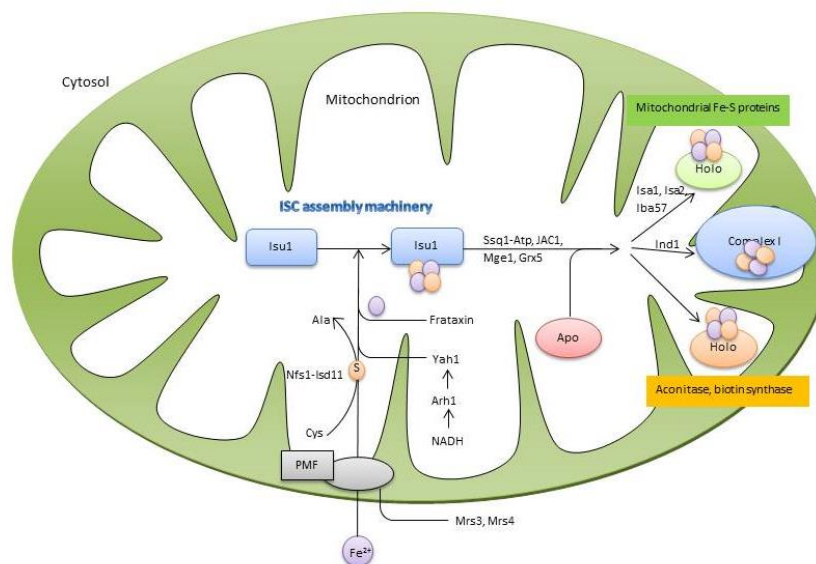 Cytosol
Mitochondrion
Mitochondrial Fe-S proteins
Holo
Isa1, Isa2,
Iba57
ISC assembly machinery
Isu1
Isu1
Ssq1-Atp, JAC1,
Mge1, Grx5
Ind1
Complex I
Ala
Frataxin
Apo
Holo
S
Nfs1-Isd11
Yah1
Aconitase, biotin synthase
Arh1
Cys
NADH
PMF
Mrs3, Mrs4
Fe²⁺